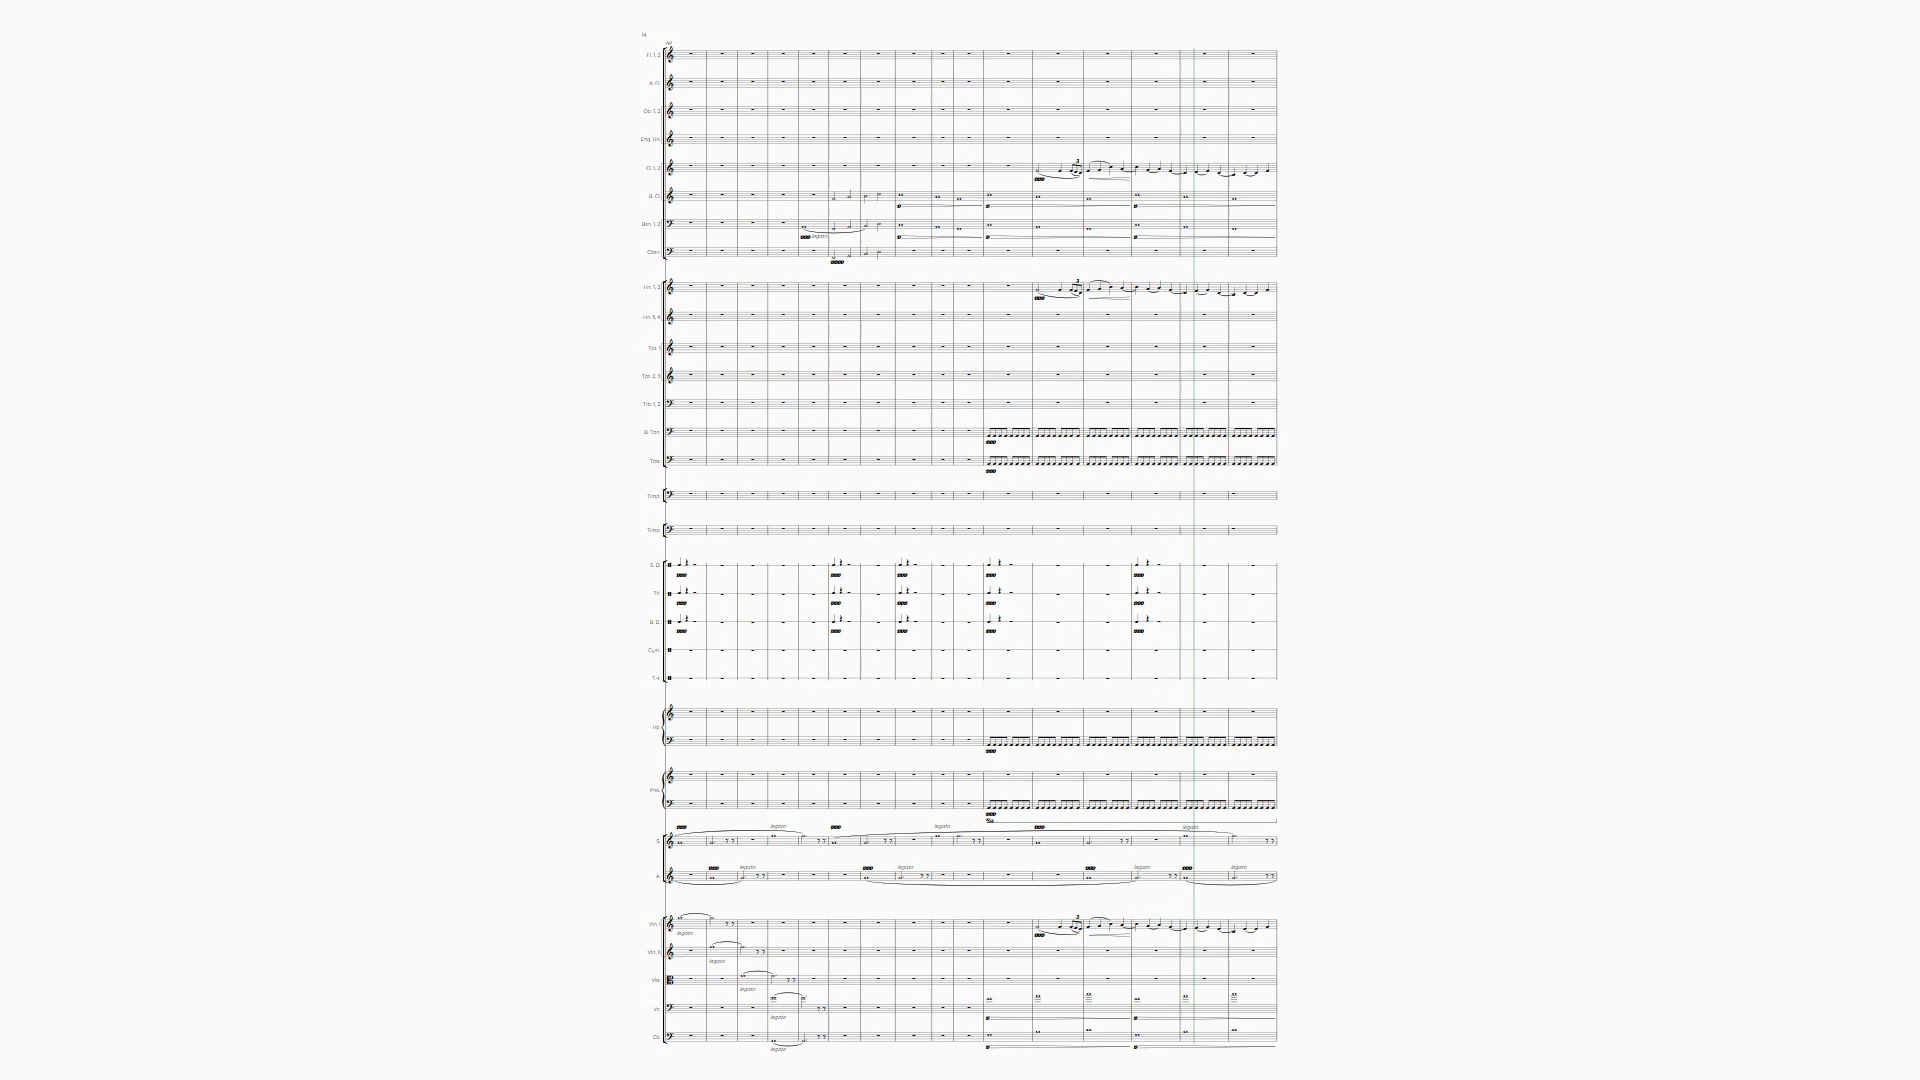 14
Fl. 1, 2
A. Fl.
Ob. 1, 2
Eng. Hn.
Cl. 1, 2
3
B. Cl.
Bsn. 1, 2
legato
Cbsn.
Hn. 1, 2
3
Hn. 3, 4
Tpt. 1
Tpt. 2, 3
Trb. 1, 2
B. Tbn.
Tba.
Timp.
Timp.
S. D.
Tri.
B. D.
Cym.
T.-t.
Hp.
Pno.
legato legato legato
S.
legato legato legato legato
A.
3
Vln. I
legato
Vln. II
legato
Vla.
legato
Vc.
legato
Cb.
legato